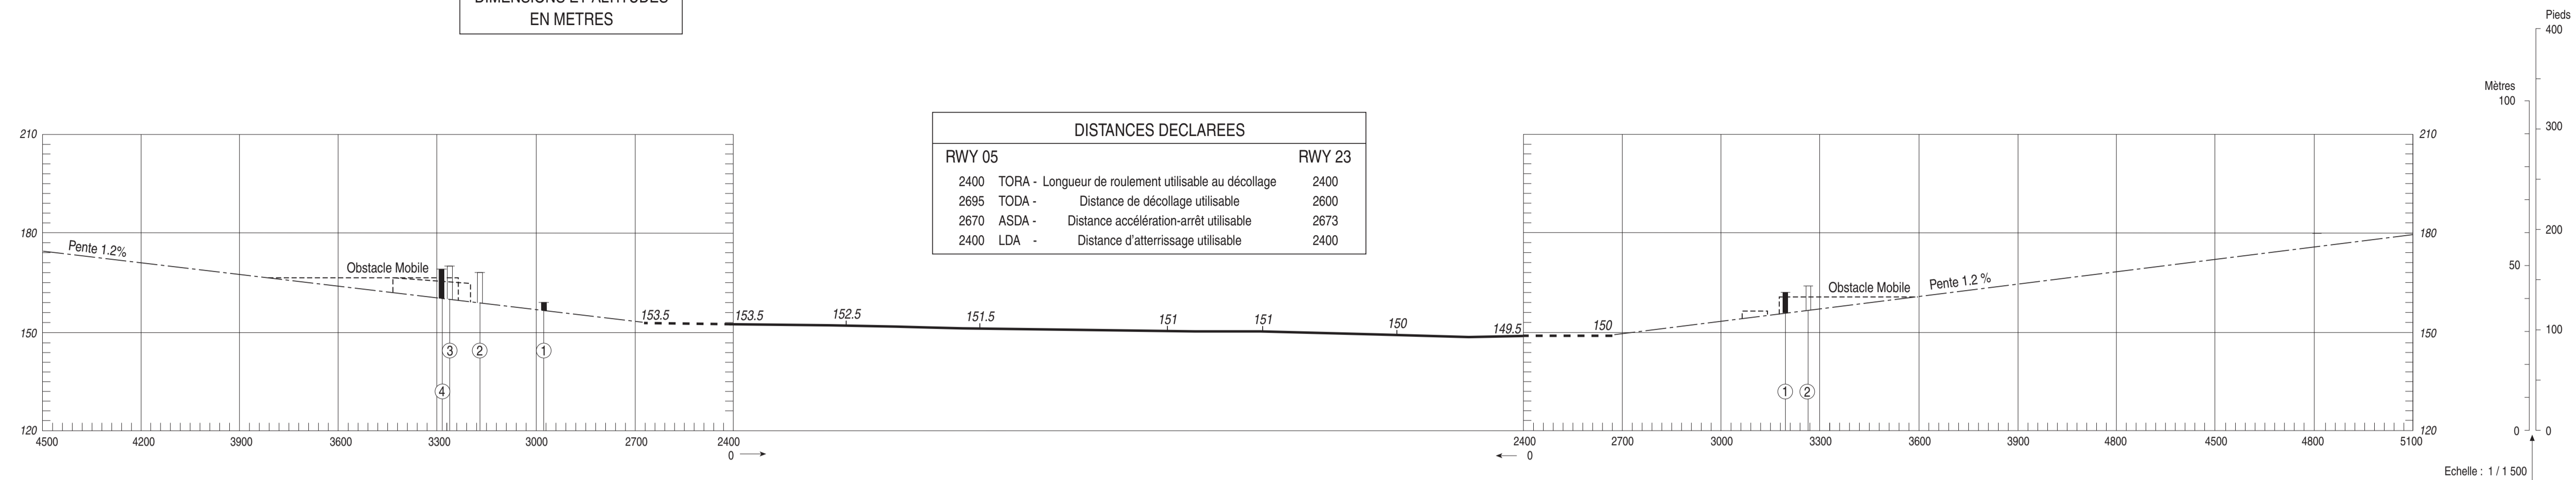 DIMENSIONS ET ALTITUDES
EN METRES
Pieds
400
Mètres
100
300
200
50
100
0
0
Echelle : 1 / 1 500
DISTANCES DECLAREES
RWY 05 RWY 23
2400 TORA - Longueur de roulement utilisable au décollage 2400
2695 TODA - Distance de décollage utilisable 2600
2670 ASDA - Distance accélération-arrêt utilisable 2673
2400 LDA - Distance d'atterrissage utilisable 2400
210
180
150
120
Pente 1.2%
Obstacle Mobile
153.5
3 2 1
4
4500 4200 3900 3600 3300 3000 2700 2400
0
153.5 152.5 151.5 151 151 150 149.5
150
Obstacle Mobile
Pente 1.2 %
1 2
210
180
150
120
2400 2700 3000 3300 3600 3900 4800 4500 4800 5100
0